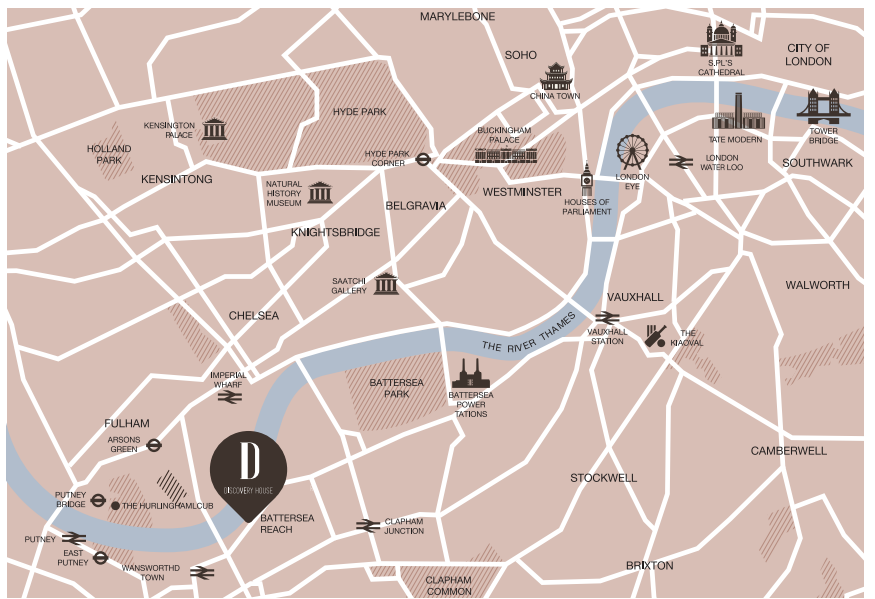 MARYLEBONE
SOHO
CITY OF
LONDON
S.PL'S
CATHEDRAL
CHINA TOWN
HYDE PARK
KENSINGTON
PALACE
BUCKINGHAM
PALACE
TATE MODERN
TOWER
BRIDGE
HOLLAND
PARK
HYDE PARK
CORNER
LONDON
WATER LOO
SOUTHWARK
KENSINTONG
LONDON
EYE
NATURAL
HISTORY
MUSEUM
WESTMINSTER
HOUSES OF
PARLIAMENT
BELGRAVIA
KNIGHTSBRIDGE
SAATCHI
GALLERY
WALWORTH
VAUXHALL
CHELSEA
THE RIVER THAMES
VAUXHALL
STATION
THE
KIAOVAL
IMPERIAL
WHARF
BATTERSEA
PARK
BATTERSEA
POWER
TATIONS
FULHAM
ARSONS
GREEN
CAMBERWELL
D
DISCOVERY HOUSE
STOCKWELL
PUTNEY
BRIDGE
THE HURLINGHAMLCUB
BATTERSEA
REACH
CLAPHAM
JUNCTION
PUTNEY
EAST
PUTNEY
WANSWORTHD
TOWN
BRIXTON
CLAPHAM
COMMON